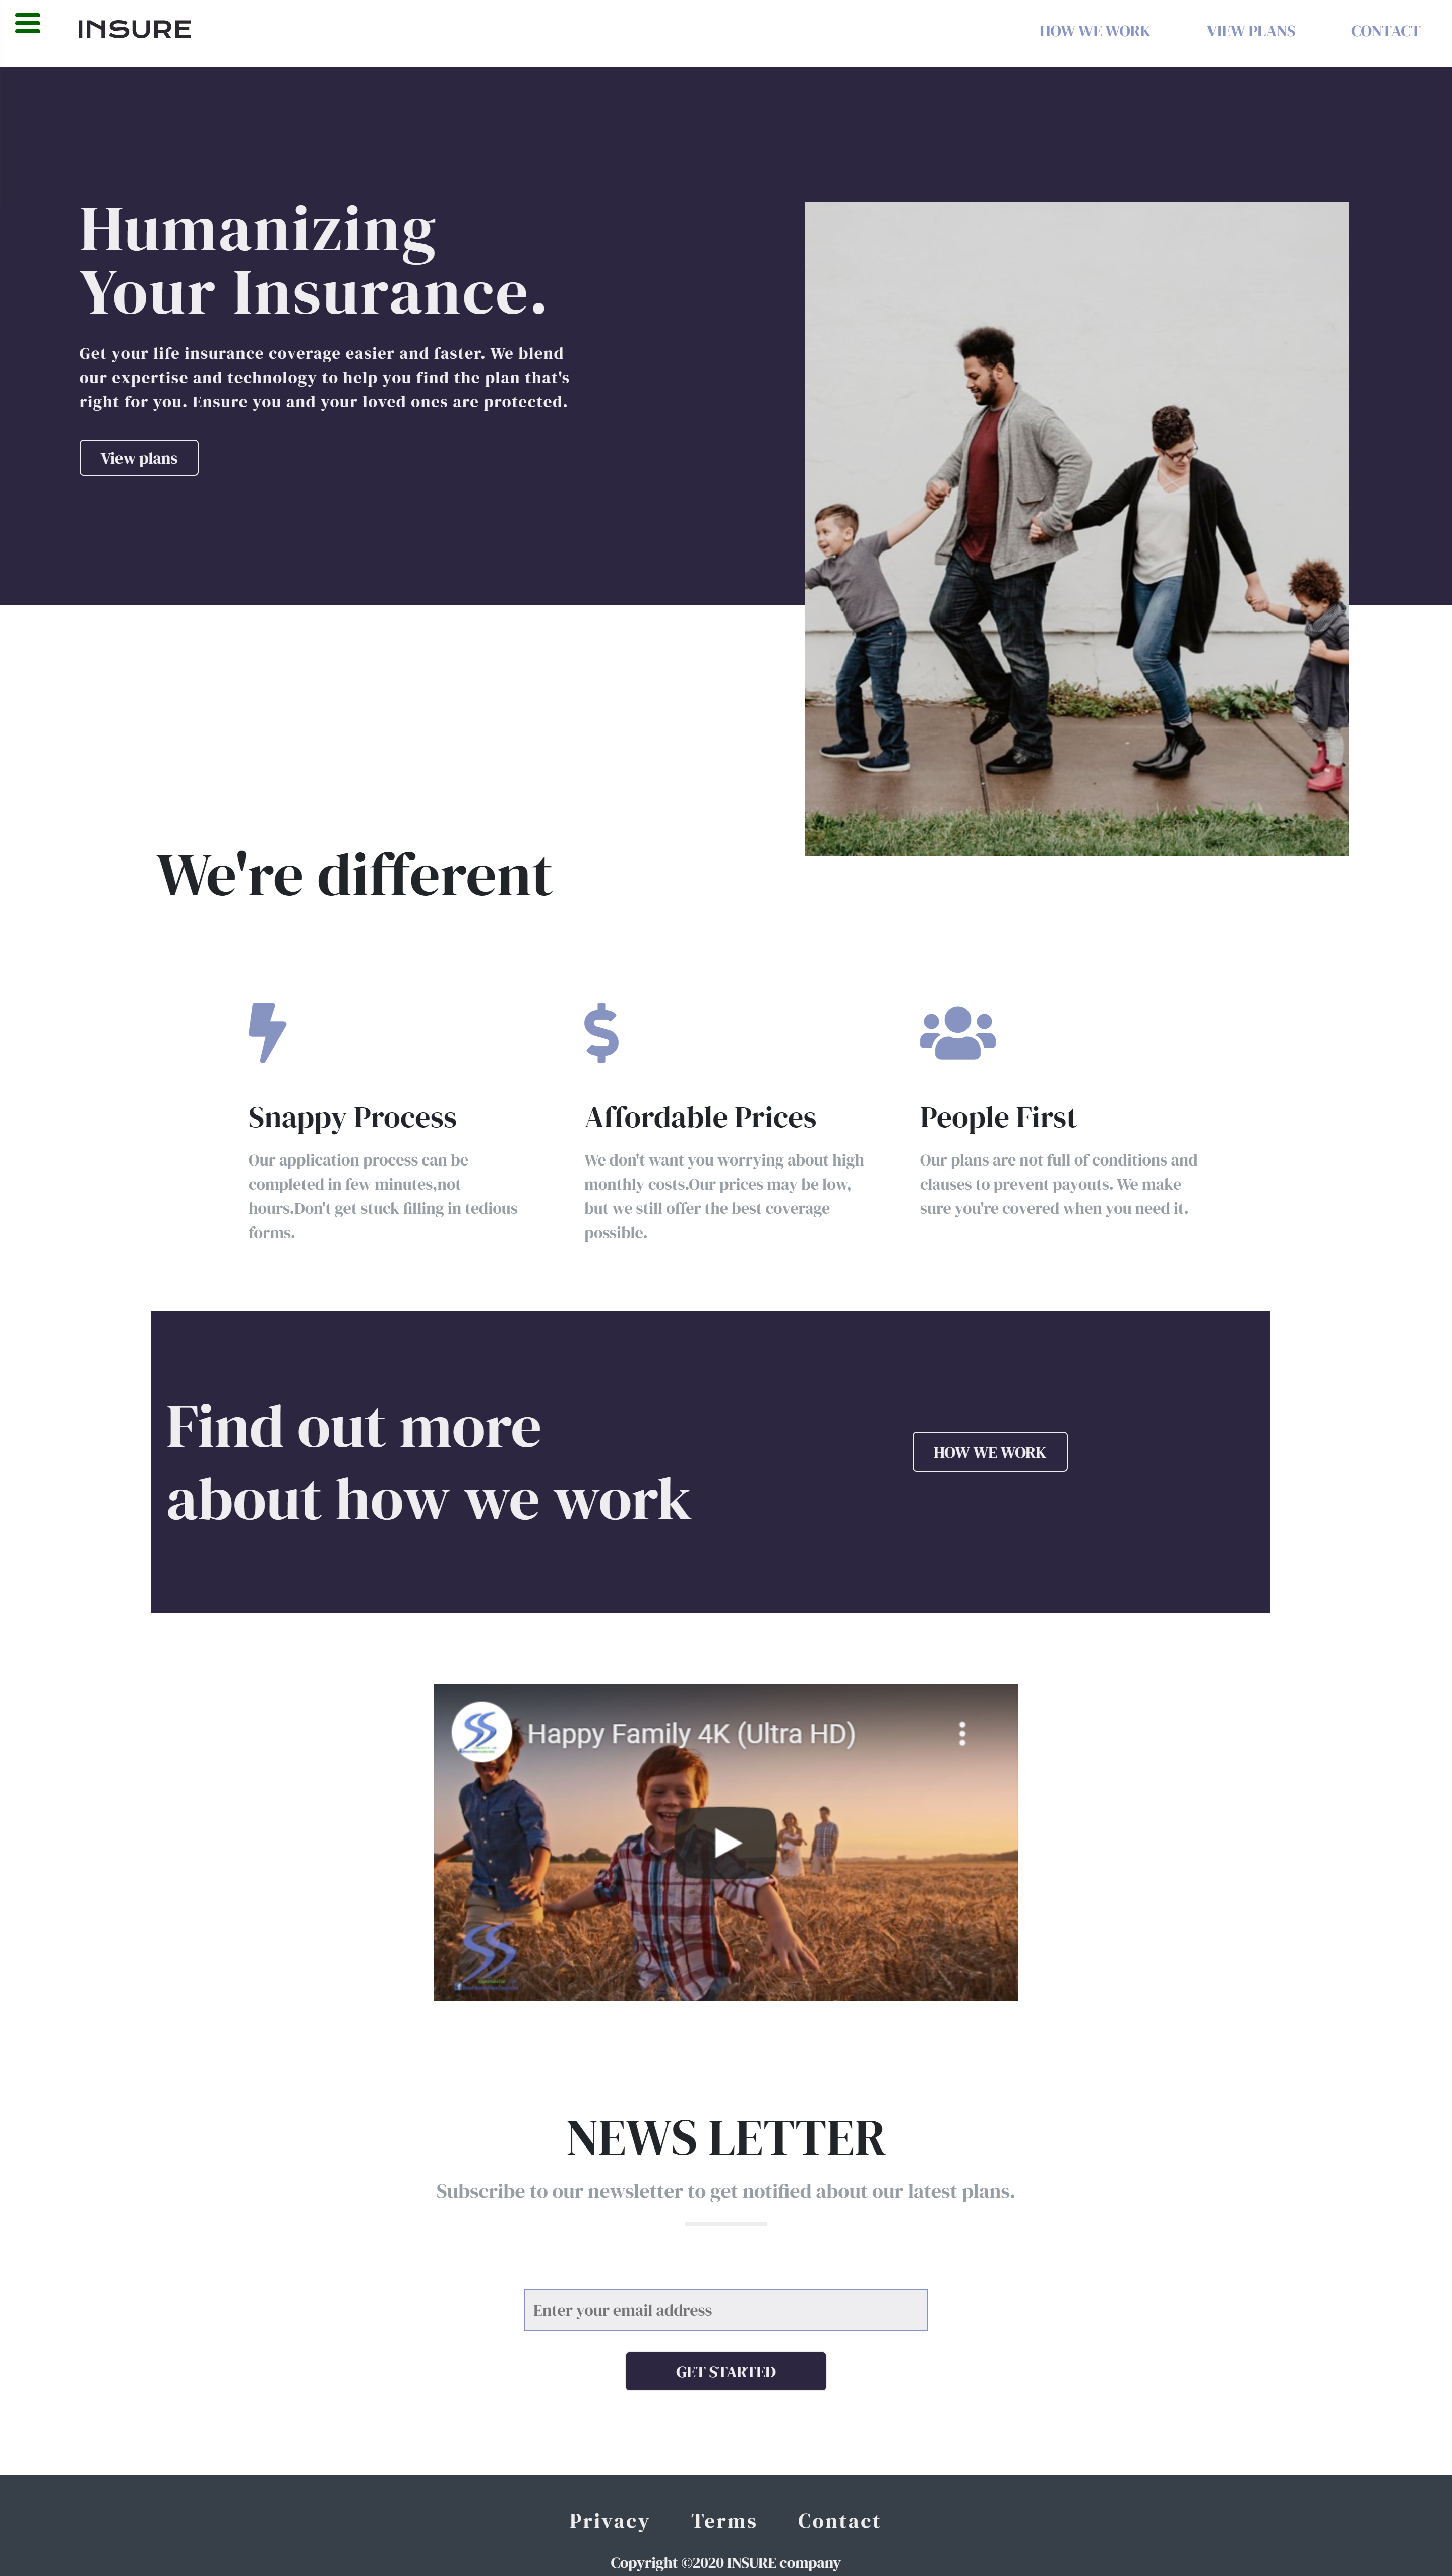 INSURE
HOW WE WORK
VIEW PLANS
CONTACT
Humanizing
Your Insurance.
Get your life insurance coverage easier and faster. We blend
our expertise and technology to help you find the plan that's
right for you. Ensure you and your loved ones are protected.
View plans
We're different
Snappy Process
Our application process can be
completed in few minutes,not
hours.Don't get stuck filling in tedious
forms.
Affordable Prices
We don't want you worrying about high
monthly costs.Our prices may be low,
but we still offer the best coverage
possible.
People First
Our plans are not full of conditions and
clauses to prevent payouts. We make
sure you're covered when you need it.
Find out more
about how we work
HOW WE WORK
Happy Family 4K (Ultra HD)
NEWS LETTER
Subscribe to our newsletter to get notified about our latest plans.
Enter your email address
GET STARTED
Privacy
Terms
Contact
Copyright ©2020 INSURE company